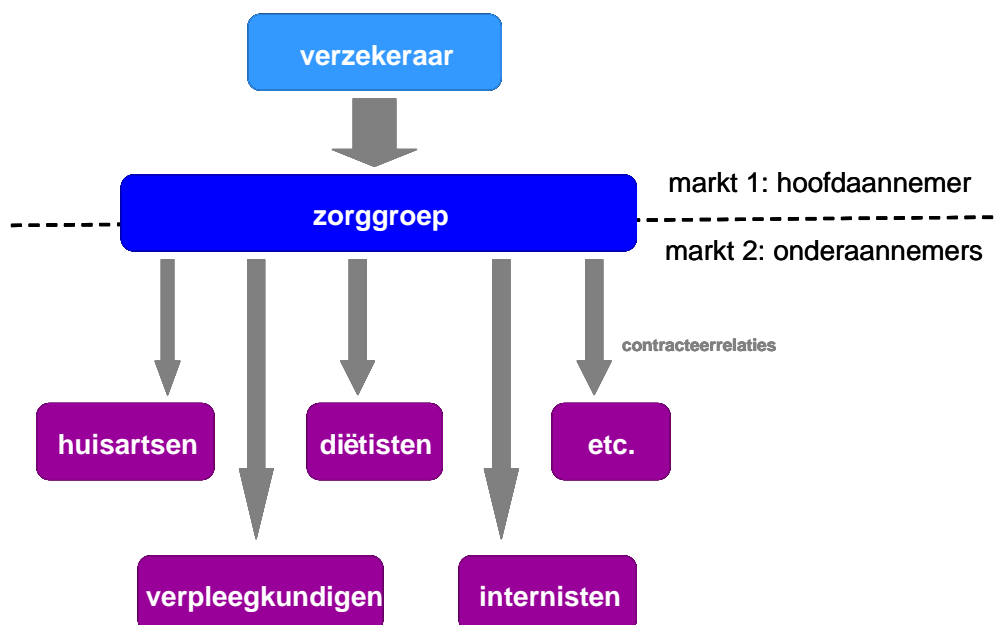 verzekeraar
markt 1: hoofdaannemer
zorggroep
markt 2: onderaannemers
contracteerrelaties
huisartsen
diëtisten
etc.
verpleegkundigen
internisten